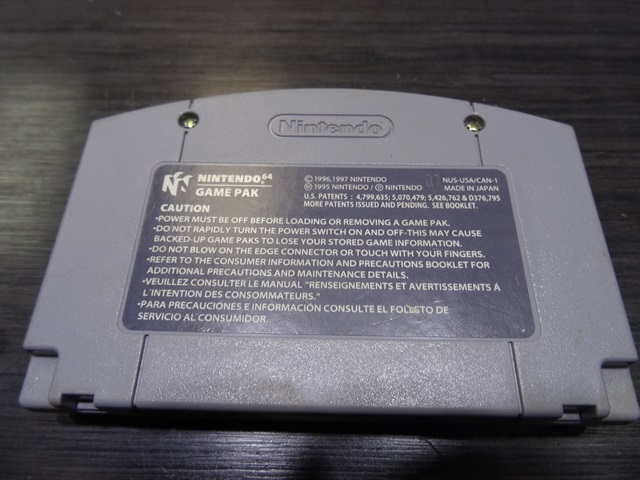 Nintendo
NINTENDO 64
GAME PAK
© 1996,1997 NINTENDO
Ⓜ 1995 NINTENDO / Ⓜ NINTENDO
07
NUS-USA/CAN-1
MADE IN JAPAN
U.S. PATENTS : 4,799,635; 5,070,479; 5,426,762 & D376,795
MORE PATENTS ISSUED AND PENDING. SEE BOOKLET.
CAUTION
•POWER MUST BE OFF BEFORE LOADING OR REMOVING A GAME PAK.
•DO NOT RAPIDLY TURN THE POWER SWITCH ON AND OFF-THIS MAY CAUSE
BACKED-UP GAME PAKS TO LOSE YOUR STORED GAME INFORMATION.
•DO NOT BLOW ON THE EDGE CONNECTOR OR TOUCH WITH YOUR FINGERS.
•REFER TO THE CONSUMER INFORMATION AND PRECAUTIONS BOOKLET FOR
ADDITIONAL PRECAUTIONS AND MAINTENANCE DETAILS.
•VEUILLEZ CONSULTER LE MANUEL "RENSEIGNEMENTS ET AVERTISSEMENTS À
L'INTENTION DES CONSOMMATEURS."
•PARA PRECAUCIONES E INFORMACIÓN CONSULTE EL FOLLETO DE
SERVICIO AL CONSUMIDOR.